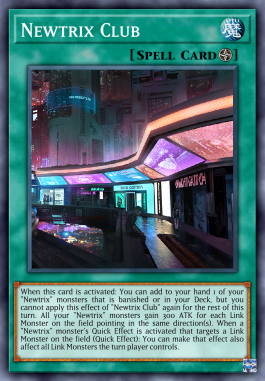 Newtrix Club
魔
[Spell Card]
When this card is activated: You can add to your hand 1 of your
"Newtrix" monsters that is banished or in your Deck, but you
cannot apply this effect of "Newtrix Club" again for the rest of this
turn. All your "Newtrix" monsters gain 300 ATK for each Link
Monster on the field pointing in the same direction(s). When a
"Newtrix" monster's Quick Effect is activated that targets a Link
Monster on the field (Quick Effect): You can make that effect also
affect all Link Monsters the turn player controls.